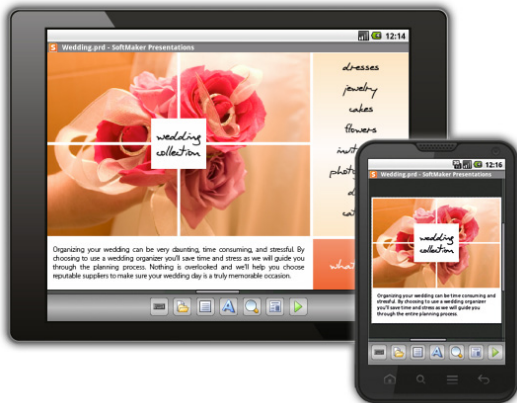 12:14
Wedding.prd - SoftMaker Presentations
wedding
collection
dresses
jewelry
cakes
flowers
Organizing your wedding can be very daunting, time consuming, and stressful. By
choosing to use a wedding organizer you'll save time and stress as we will guide you
through the planning process. Nothing is overlooked and we'll help you choose
reputable suppliers to make sure your wedding day is a truly memorable occasion.
12:16
Wedding.prd - SoftMaker Presentations
wedding
collection
Organizing your wedding can be time consuming and
stressful. By choosing to use a wedding organizer
you'll save time and stress as we will guide you
through the entire planning process.